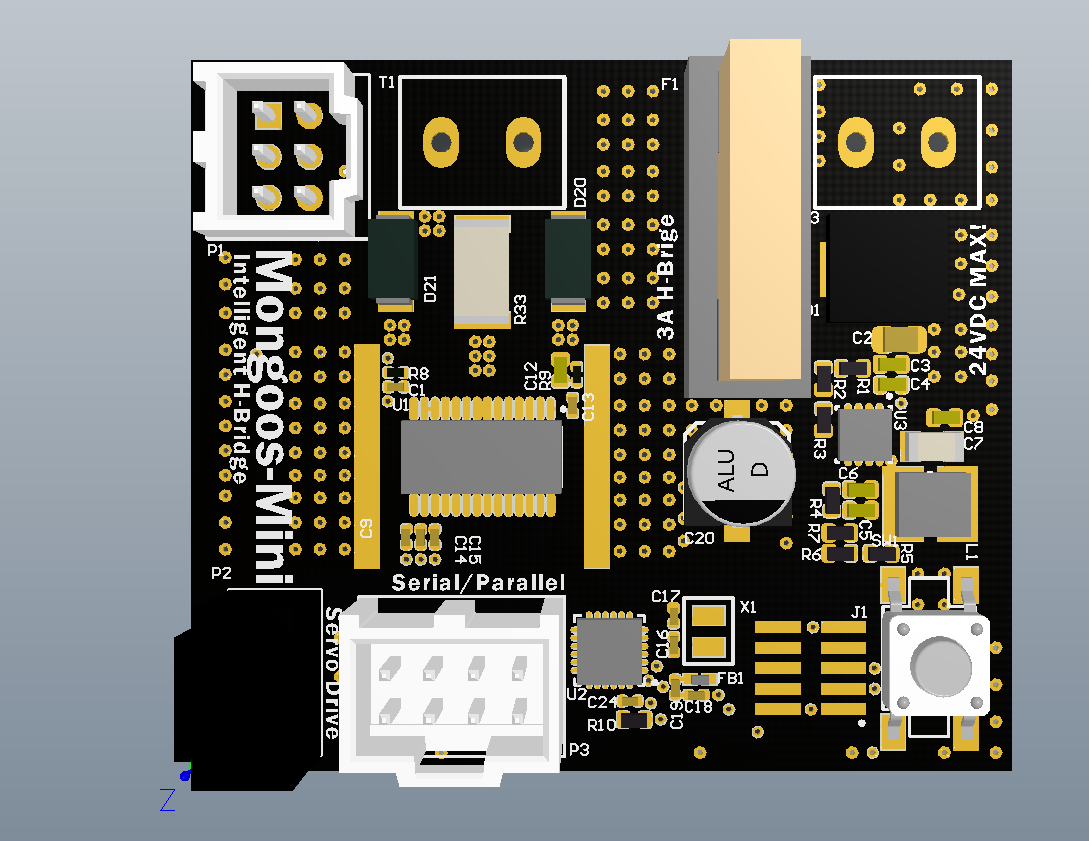 T1
F1
P1
D20
D21
R33
3
D1
3A H-Brige
24VDC MAX!
Mongoos-Mini
Intelligent H-Bridge
C2
C3
C4
R8
C1
U1
C12
R9
C13
R2
R1
U3
R3
C8
C7
C6
ALU
D
C9
C14
C15
C20
R4
C5
R7
R6
R5
L1
P2
Serial/Parallel
Servo Drive
C17
X1
C16
J1
U2
FB1
C24
C18
C19
R10
P3
Z